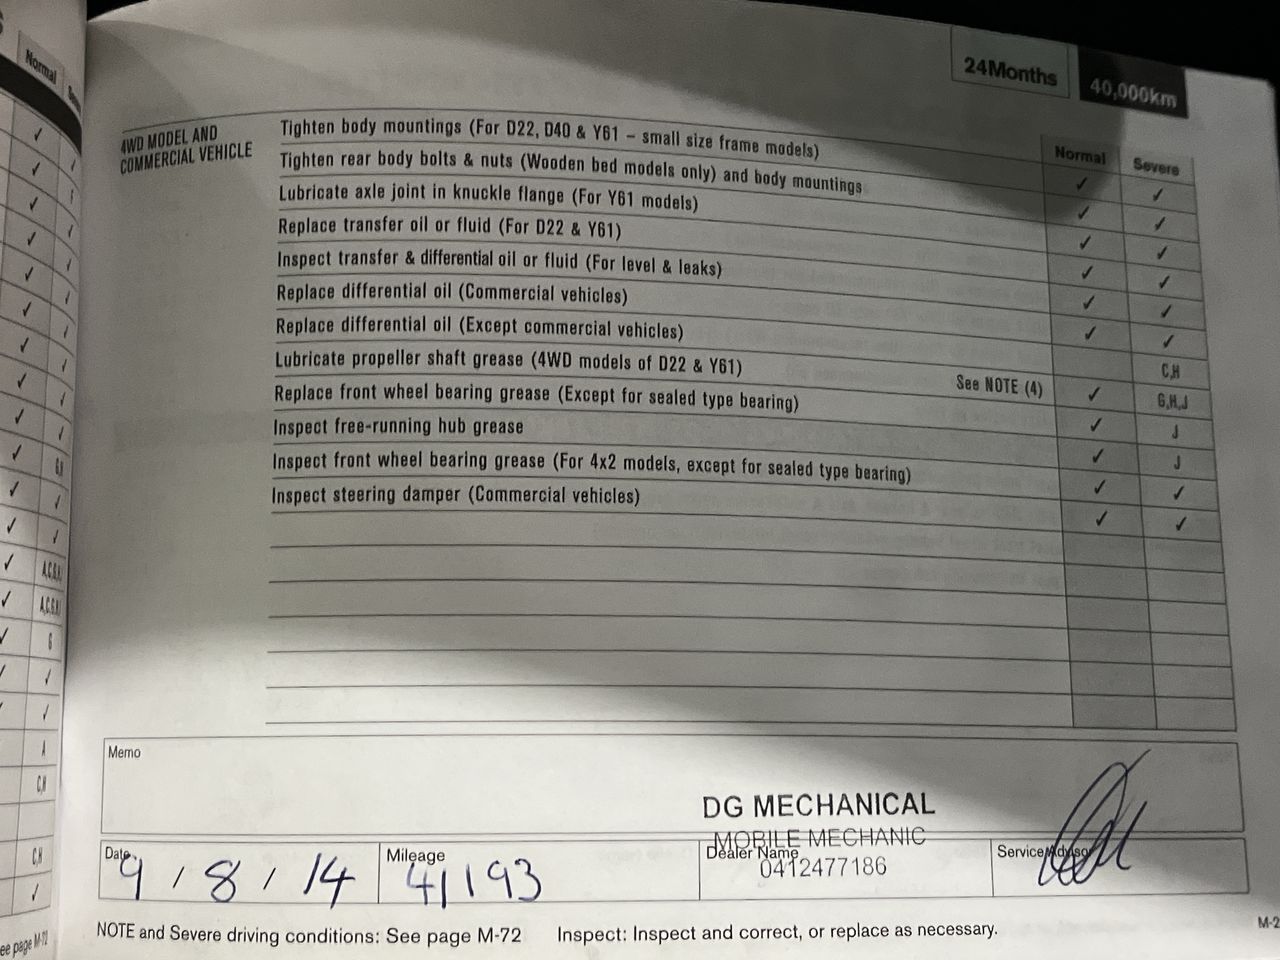 Normal
24Months
40,000km
4WD MODEL AND
COMMERCIAL VEHICLE
Normal Severe
Tighten body mountings (For D22, D40 & Y61 – small size frame models) ✓ ✓
Tighten rear body bolts & nuts (Wooden bed models only) and body mountings ✓ ✓
Lubricate axle joint in knuckle flange (For Y61 models) ✓ ✓
Replace transfer oil or fluid (For D22 & Y61) ✓ ✓
Inspect transfer & differential oil or fluid (For level & leaks) ✓ ✓
Replace differential oil (Commercial vehicles) ✓ ✓
Replace differential oil (Except commercial vehicles) C,H
Lubricate propeller shaft grease (4WD models of D22 & Y61) See NOTE (4) ✓ G,H,J
Replace front wheel bearing grease (Except for sealed type bearing) ✓ J
Inspect free-running hub grease ✓ J
Inspect front wheel bearing grease (For 4x2 models, except for sealed type bearing) ✓ ✓
Inspect steering damper (Commercial vehicles) ✓ ✓
Memo
DG MECHANICAL
MOBILE MECHANIC
0412477186
Date 9 / 8 / 14
Mileage 41193
Dealer Name
Service Advisor
NOTE and Severe driving conditions: See page M-72 Inspect: Inspect and correct, or replace as necessary.